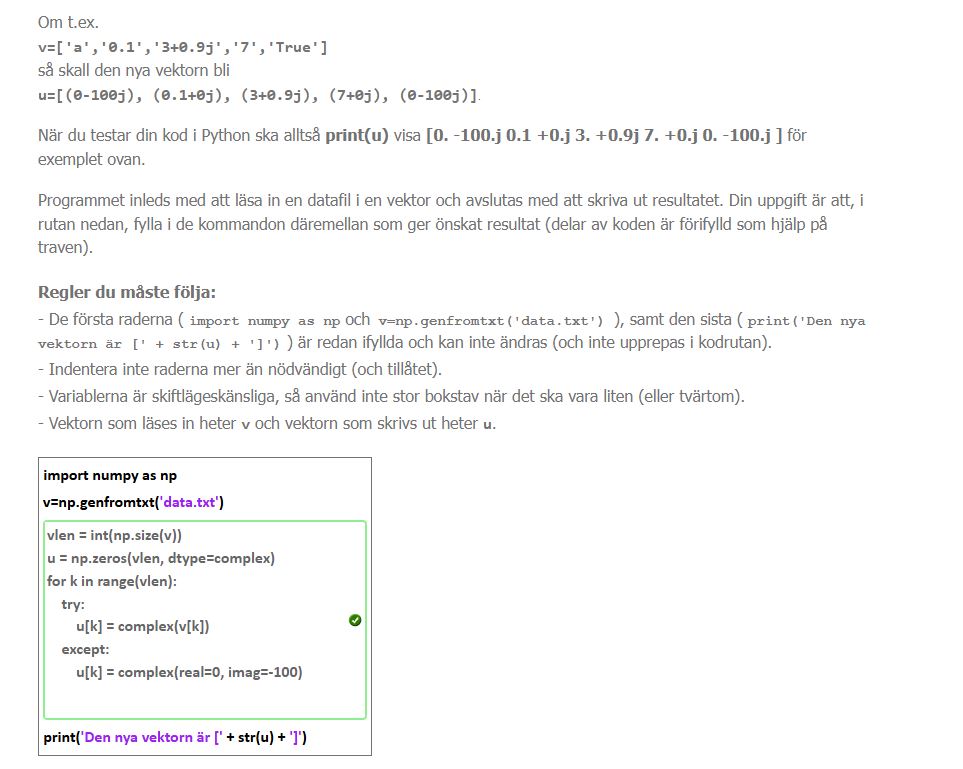 Om t.ex.
v=['a','0.1','3+0.9j','7','True']
så skall den nya vektorn bli
u=[(0-100j), (0.1+0j), (3+0.9j), (7+0j), (0-100j)].
När du testar din kod i Python ska alltså print(u) visa [0. -100.j 0.1 +0.j 3. +0.9j 7. +0.j 0. -100.j ] för
exemplet ovan.
Programmet inleds med att läsa in en datafil i en vektor och avslutas med att skriva ut resultatet. Din uppgift är att, i
rutan nedan, fylla i de kommandon däremellan som ger önskat resultat (delar av koden är förifylld som hjälp på
traven).
Regler du måste följa:
- De första raderna ( import numpy as np och v=np.genfromtxt('data.txt') ), samt den sista ( print('Den nya
vektorn är [' + str(u) + ']') ) är redan ifyllda och kan inte ändras (och inte upprepas i kodrutan).
- Indentera inte raderna mer än nödvändigt (och tillåtet).
- Variablerna är skiftlägeskänsliga, så använd inte stor bokstav när det ska vara liten (eller tvärtom).
- Vektorn som läses in heter v och vektorn som skrivs ut heter u.
import numpy as np
v=np.genfromtxt('data.txt')
vlen = int(np.size(v))
u = np.zeros(vlen, dtype=complex)
for k in range(vlen):
try:
u[k] = complex(v[k])
except:
u[k] = complex(real=0, imag=-100)
print('Den nya vektorn är [' + str(u) + ']')